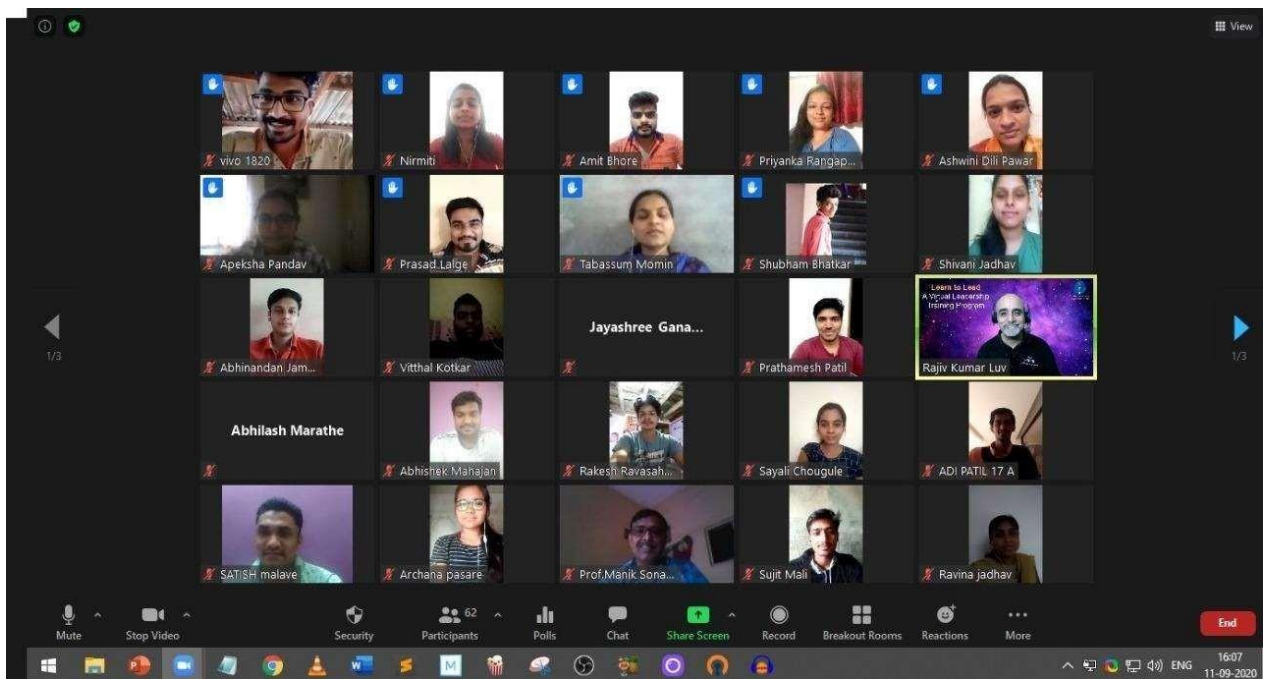 View
vivo 1820
Nirmiti
Amit Bhore
Priyanka Rangap...
Ashwini Dili Pawar
Apeksha Pandav
Prasad Lalge
Tabassum Momin
Shubham Bhatkar
Shivani Jadhav
Learn to Lead
A Virtual Leadership
Training Program
Abhinandan Jam...
Vitthal Kotkar
Jayashree Gana...
Prathamesh Patil
Rajiv Kumar Luv
1/3
1/3
Abhilash Marathe
Abhishek Mahajan
Rakesh Ravasah...
Sayali Chougule
ADI PATIL 17 A
SATISH malave
Archana pasare
Prof.Manik Sona...
Sujit Mali
Ravina jadhav
62
Mute
Stop Video
Security
Participants
Polls
Chat
Share Screen
Record
Breakout Rooms
Reactions
More
End
ENG
16:07
11-09-2020